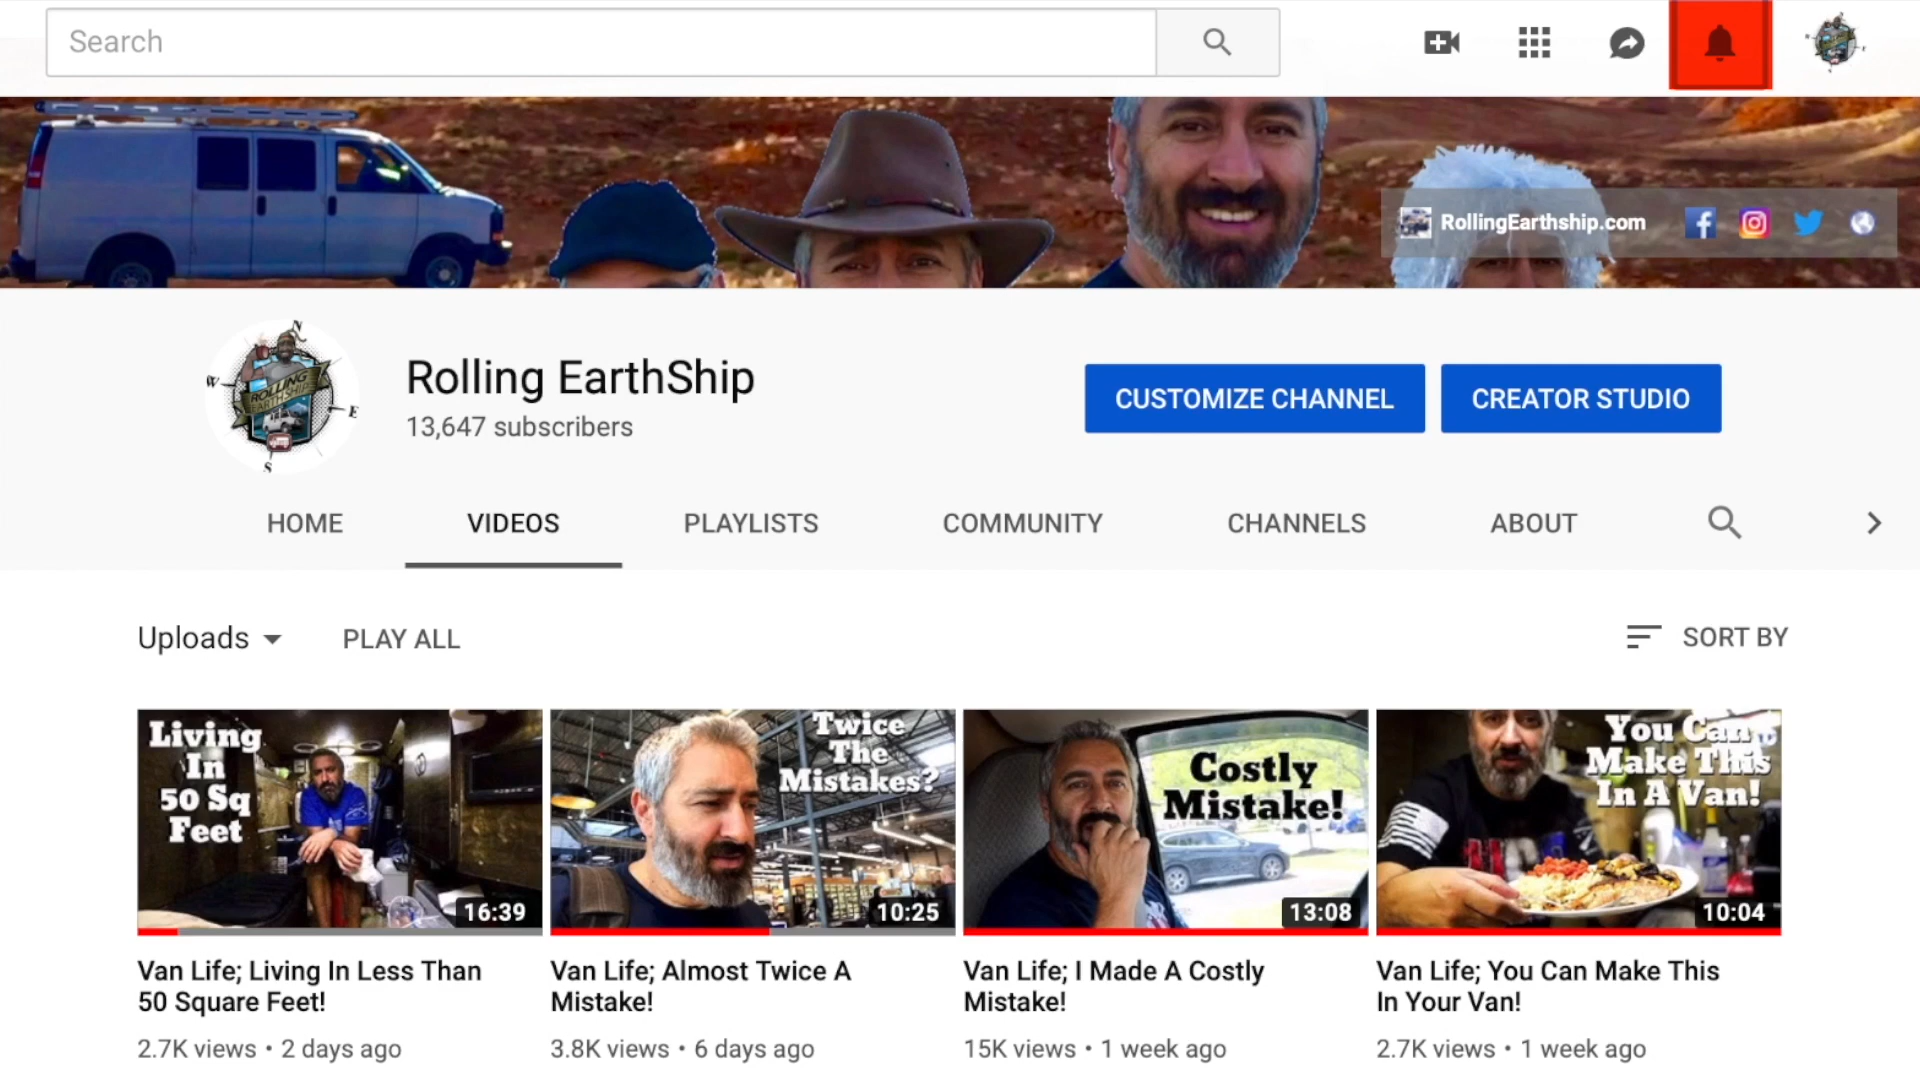 Search
RollingEarthship.com
N
W
ROLLING
EARTHSHIP
E
S
Rolling EarthShip
13,647 subscribers
CUSTOMIZE CHANNEL
CREATOR STUDIO
HOME
VIDEOS
PLAYLISTS
COMMUNITY
CHANNELS
ABOUT
Uploads
PLAY ALL
SORT BY
Living
In
50 Sq
Feet
16:39
Twice
The
Mistakes?
10:25
Costly
Mistake!
13:08
You Can
Make This
In A Van!
10:04
Van Life; Living In Less Than
50 Square Feet!
2.7K views • 2 days ago
Van Life; Almost Twice A
Mistake!
3.8K views • 6 days ago
Van Life; I Made A Costly
Mistake!
15K views • 1 week ago
Van Life; You Can Make This
In Your Van!
2.7K views • 1 week ago